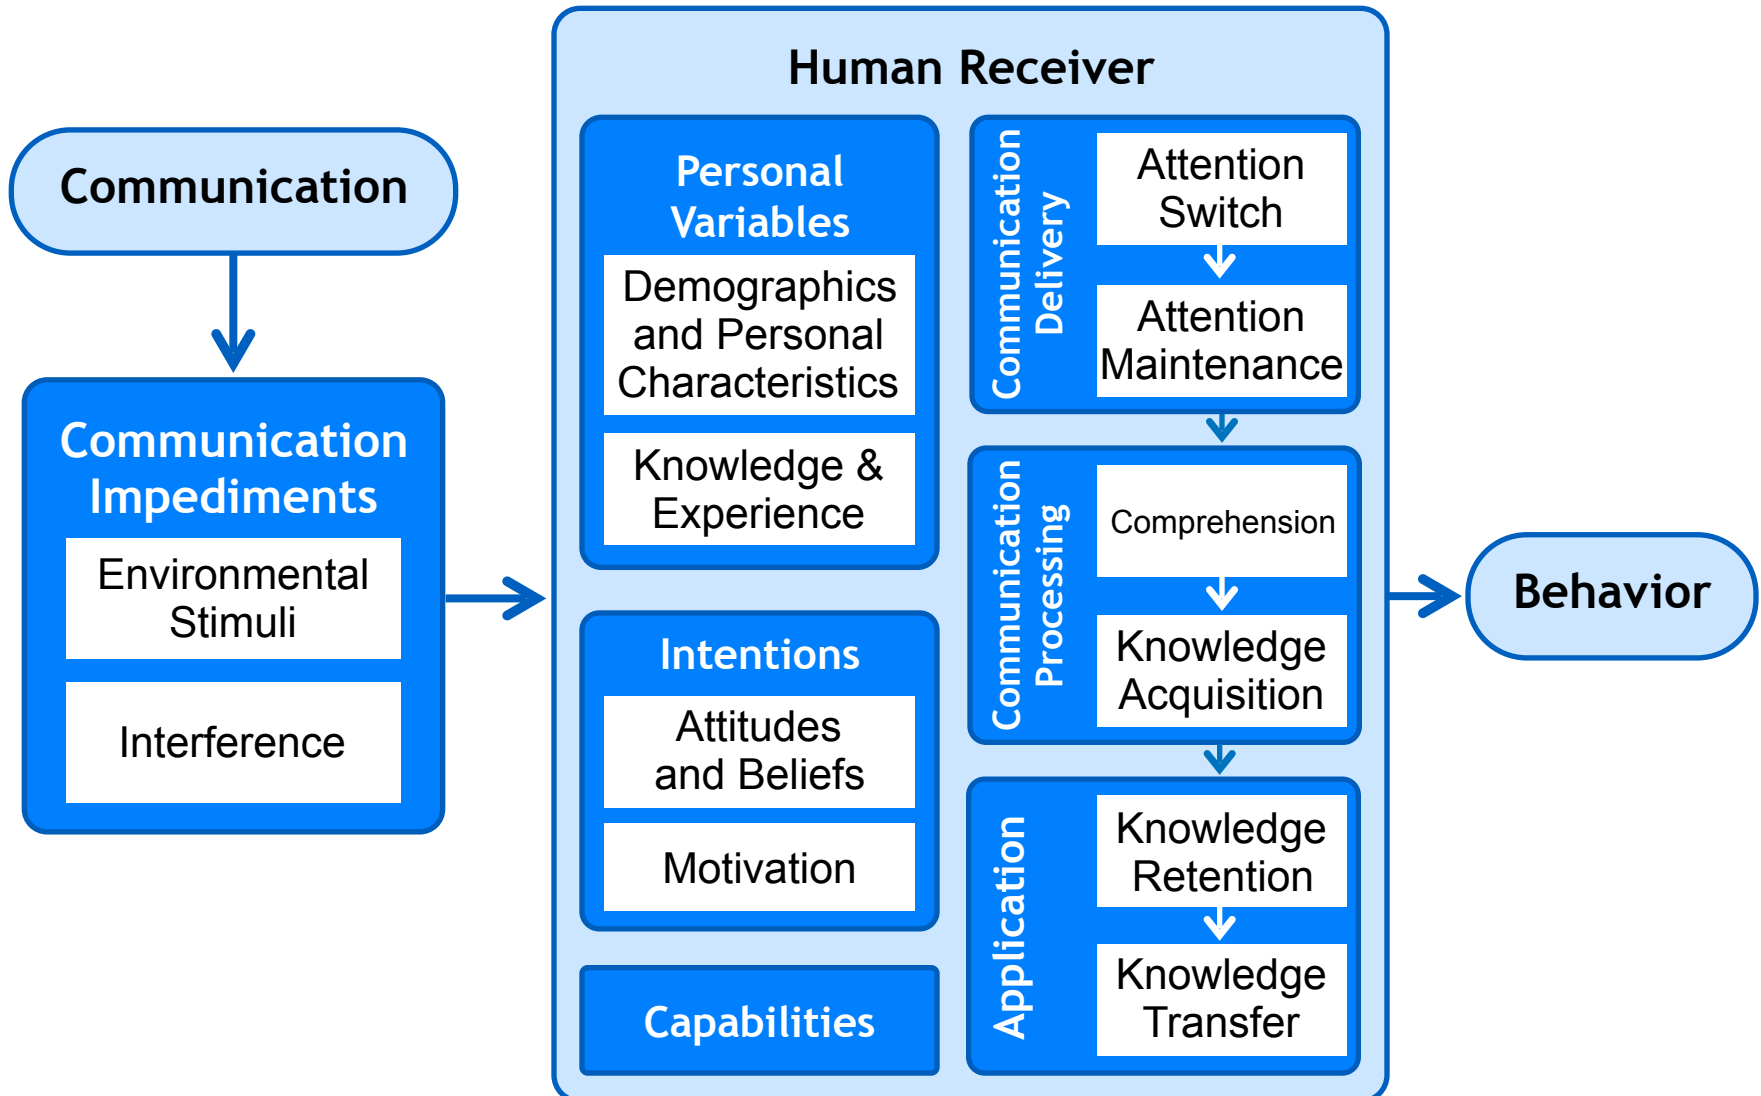 Communication
Communication
Impediments
Environmental
Stimuli
Interference
Human Receiver
Personal
Variables
Demographics
and Personal
Characteristics
Knowledge &
Experience
Intentions
Attitudes
and Beliefs
Motivation
Capabilities
Communication
Delivery
Attention
Switch
Attention
Maintenance
Communication
Processing
Comprehension
Knowledge
Acquisition
Application
Knowledge
Retention
Knowledge
Transfer
Behavior